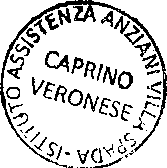 ISTITUTO ASSISTENZA ANZIANI VILLA SPADA -
CAPRINO
VERONESE